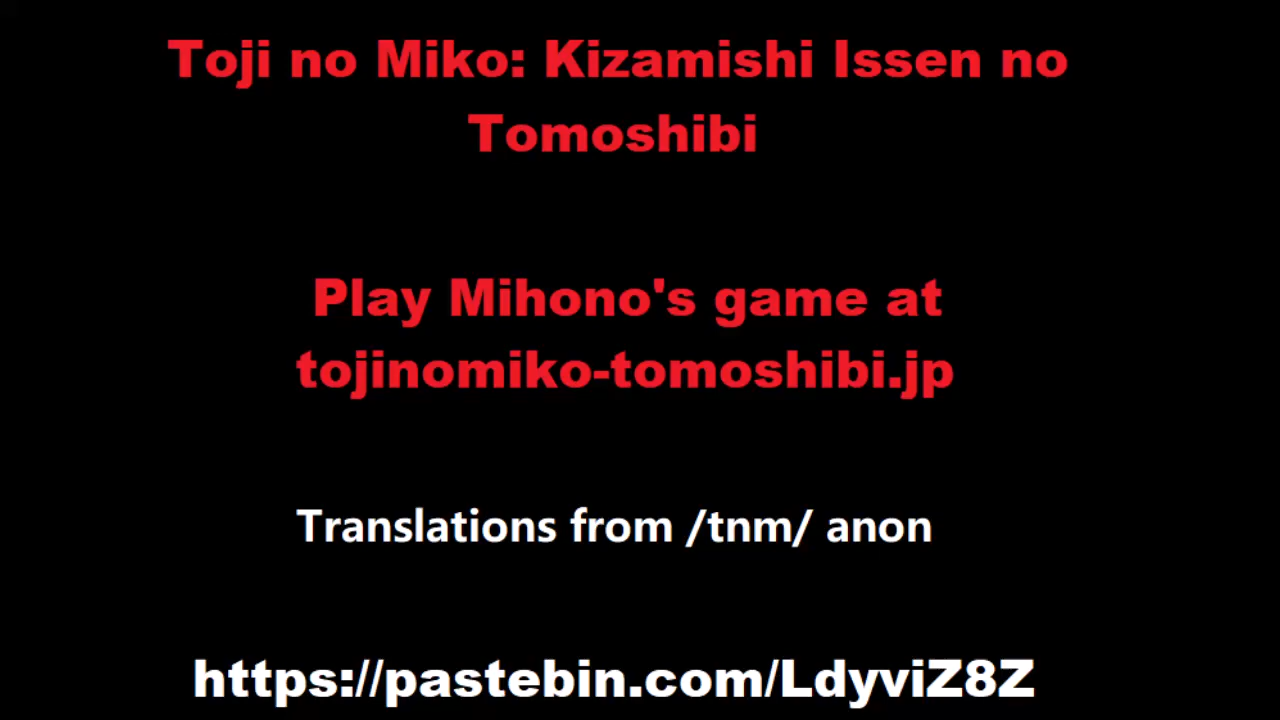 Toji no Miko: Kizamishi Issen no
Tomoshibi
Play Mihono's game at
tojinomiko-tomoshibi.jp
Translations from /tnm/ anon
https://pastebin.com/LdyviZ8Z